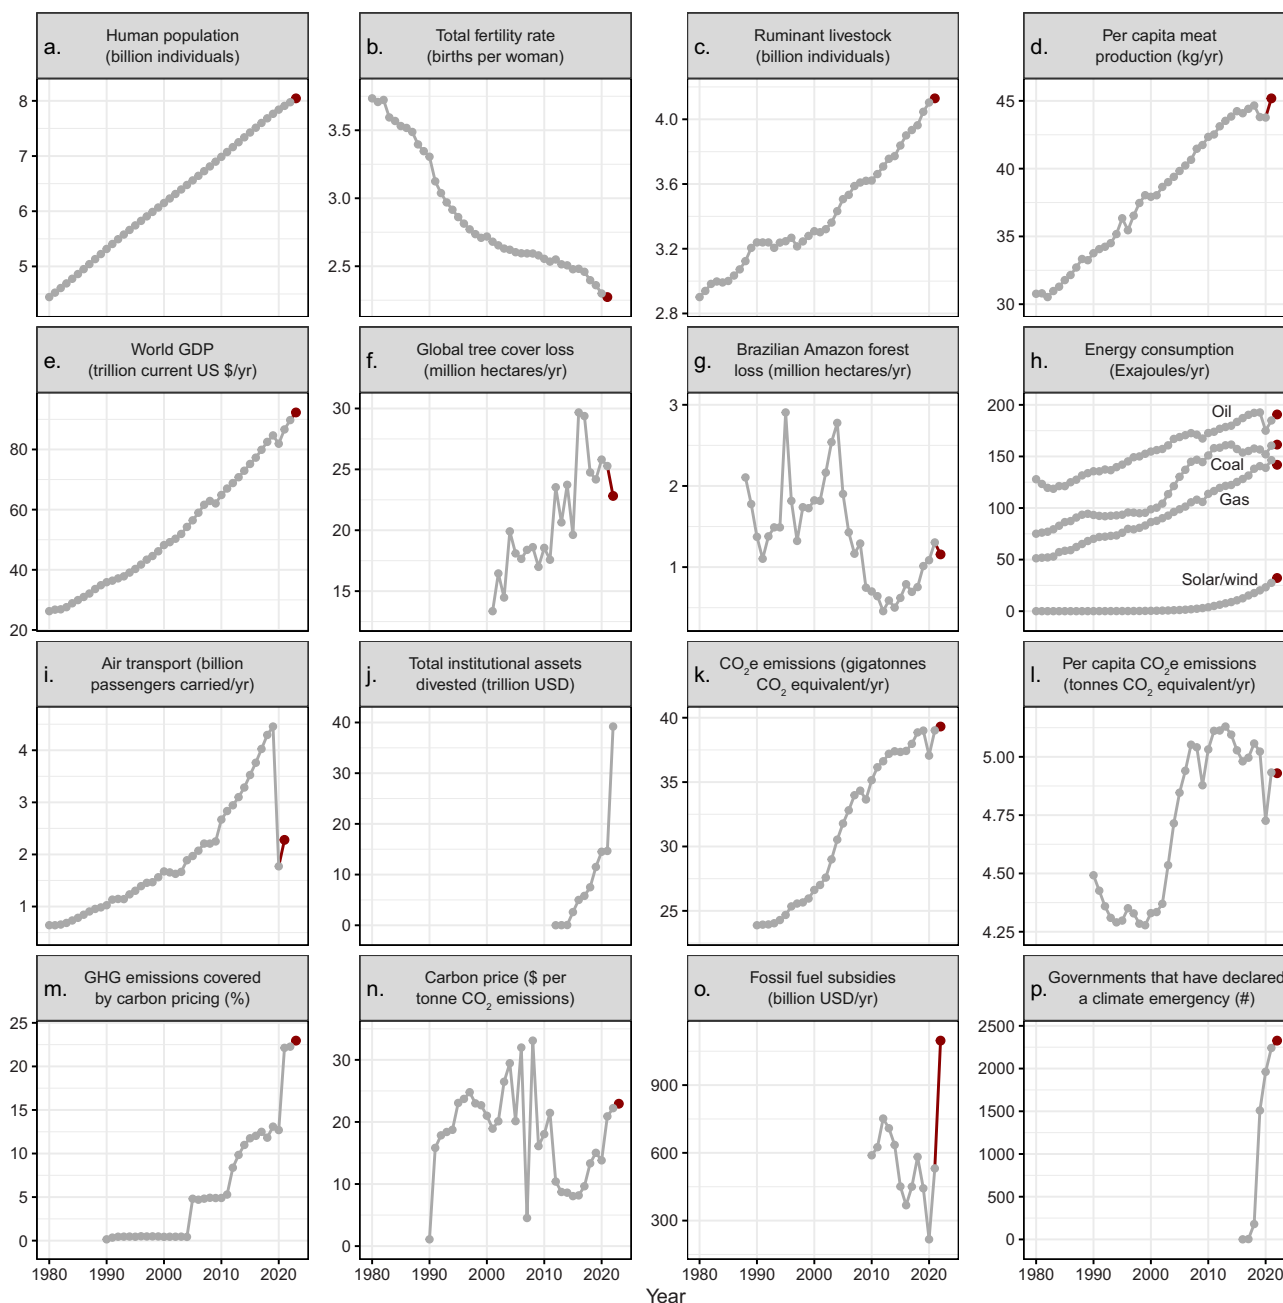 a. Human population
(billion individuals)
b. Total fertility rate
(births per woman)
c. Ruminant livestock
(billion individuals)
d. Per capita meat
production (kg/yr)
8
7
6
5
3.5
3.0
2.5
4.0
3.6
3.2
2.8
45
40
35
30
e. World GDP
(trillion current US $/yr)
f. Global tree cover loss
(million hectares/yr)
g. Brazilian Amazon forest
loss (million hectares/yr)
h. Energy consumption
(Exajoules/yr)
80
60
40
20
30
25
20
15
3
2
1
200
150
100
50
0
Oil
Coal
Gas
Solar/wind
i. Air transport (billion
passengers carried/yr)
j. Total institutional assets
divested (trillion USD)
k. CO₂e emissions (gigatonnes
CO₂ equivalent/yr)
l. Per capita CO₂e emissions
(tonnes CO₂ equivalent/yr)
4
3
2
1
40
30
20
10
0
40
35
30
25
5.00
4.75
4.50
4.25
m. GHG emissions covered
by carbon pricing (%)
n. Carbon price ($ per
tonne CO₂ emissions)
o. Fossil fuel subsidies
(billion USD/yr)
p. Governments that have declared
a climate emergency (#)
25
20
15
10
5
0
30
20
10
0
900
600
300
2500
2000
1500
1000
500
0
1980 1990 2000 2010 2020
1980 1990 2000 2010 2020
1980 1990 2000 2010 2020
1980 1990 2000 2010 2020
Year